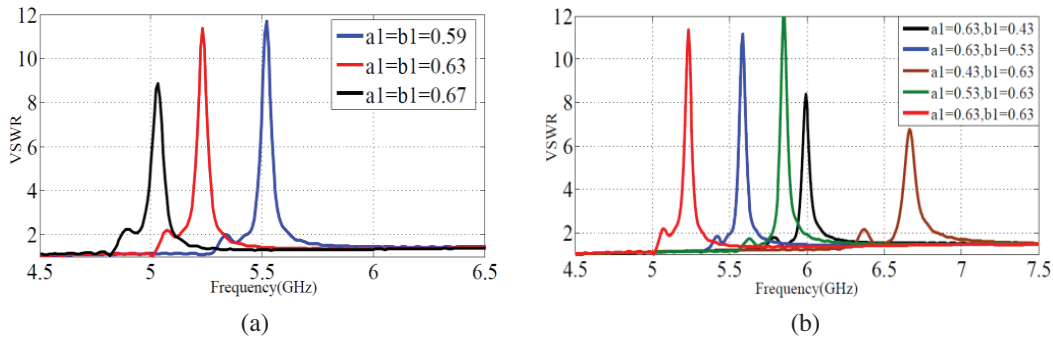 12
10
8
6
4
2
VSWR
4.5 5 5.5 6 6.5
Frequency(GHz)
a1=b1=0.59
a1=b1=0.63
a1=b1=0.67
(a)
12
10
8
6
4
2
VSWR
4.5 5 5.5 6 6.5 7 7.5
Frequency(GHz)
a1=0.63,b1=0.43
a1=0.63,b1=0.53
a1=0.43,b1=0.63
a1=0.53,b1=0.63
a1=0.63,b1=0.63
(b)